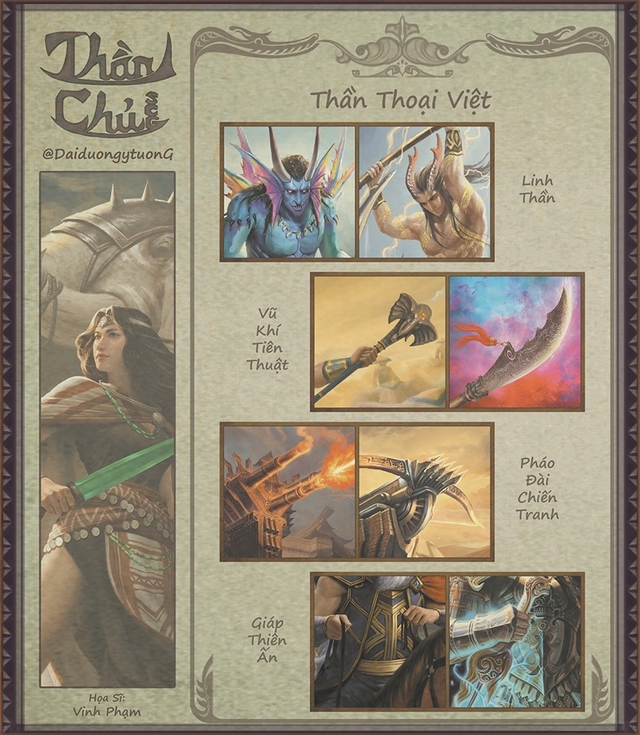 Thần
Chú
@DaiduongytuonG
Họa Sĩ:
Vinh Phạm
Thần Thoại Việt
Linh
Thần
Vũ
Khí
Tiên
Thuật
Pháo
Đài
Chiến
Tranh
Giáp
Thiên
Ấn